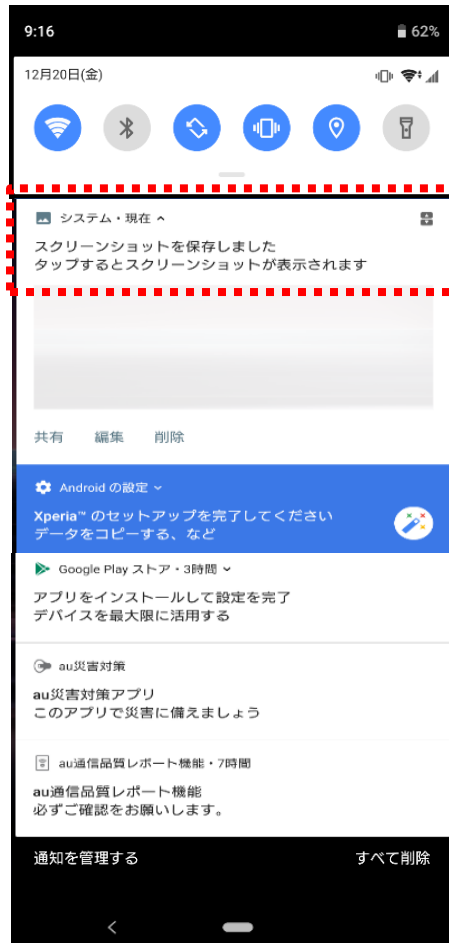 9:16 62%
12月20日(金)
システム・現在
スクリーンショットを保存しました
タップするとスクリーンショットが表示されます
共有 編集 削除
Android の設定
Xperia™ のセットアップを完了してください
データをコピーする、など
Google Play ストア・3時間
アプリをインストールして設定を完了
デバイスを最大限に活用する
au災害対策
au災害対策アプリ
このアプリで災害に備えましょう
au通信品質レポート機能・7時間
au通信品質レポート機能
必ずご確認をお願いします。
通知を管理する すべて削除